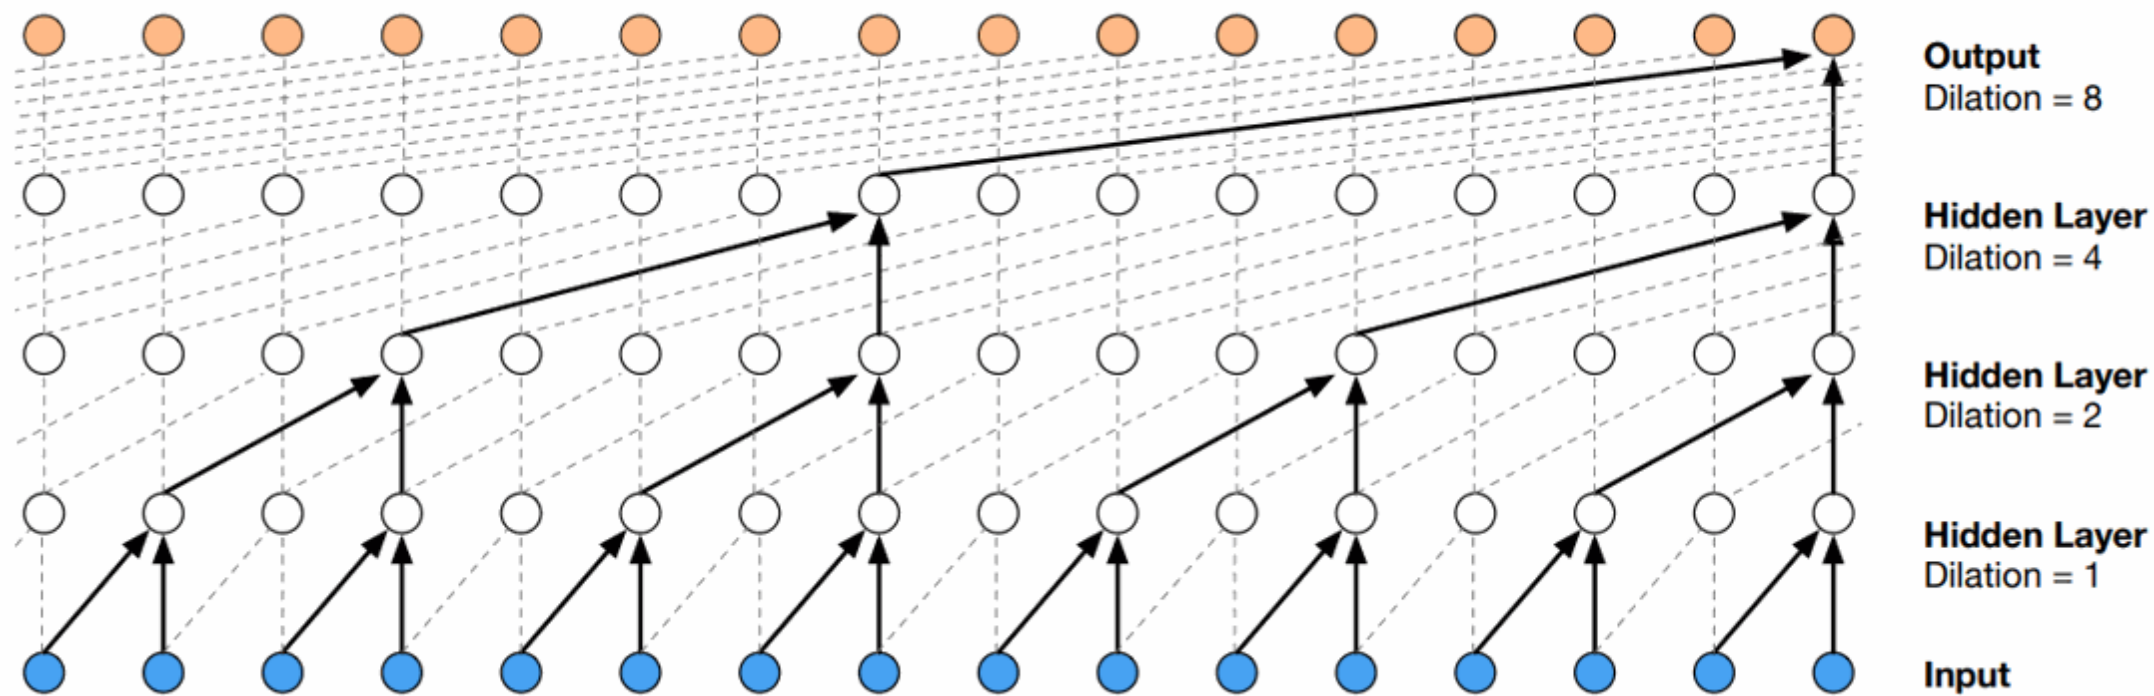 Output
Dilation = 8
Hidden Layer
Dilation = 4
Hidden Layer
Dilation = 2
Hidden Layer
Dilation = 1
Input